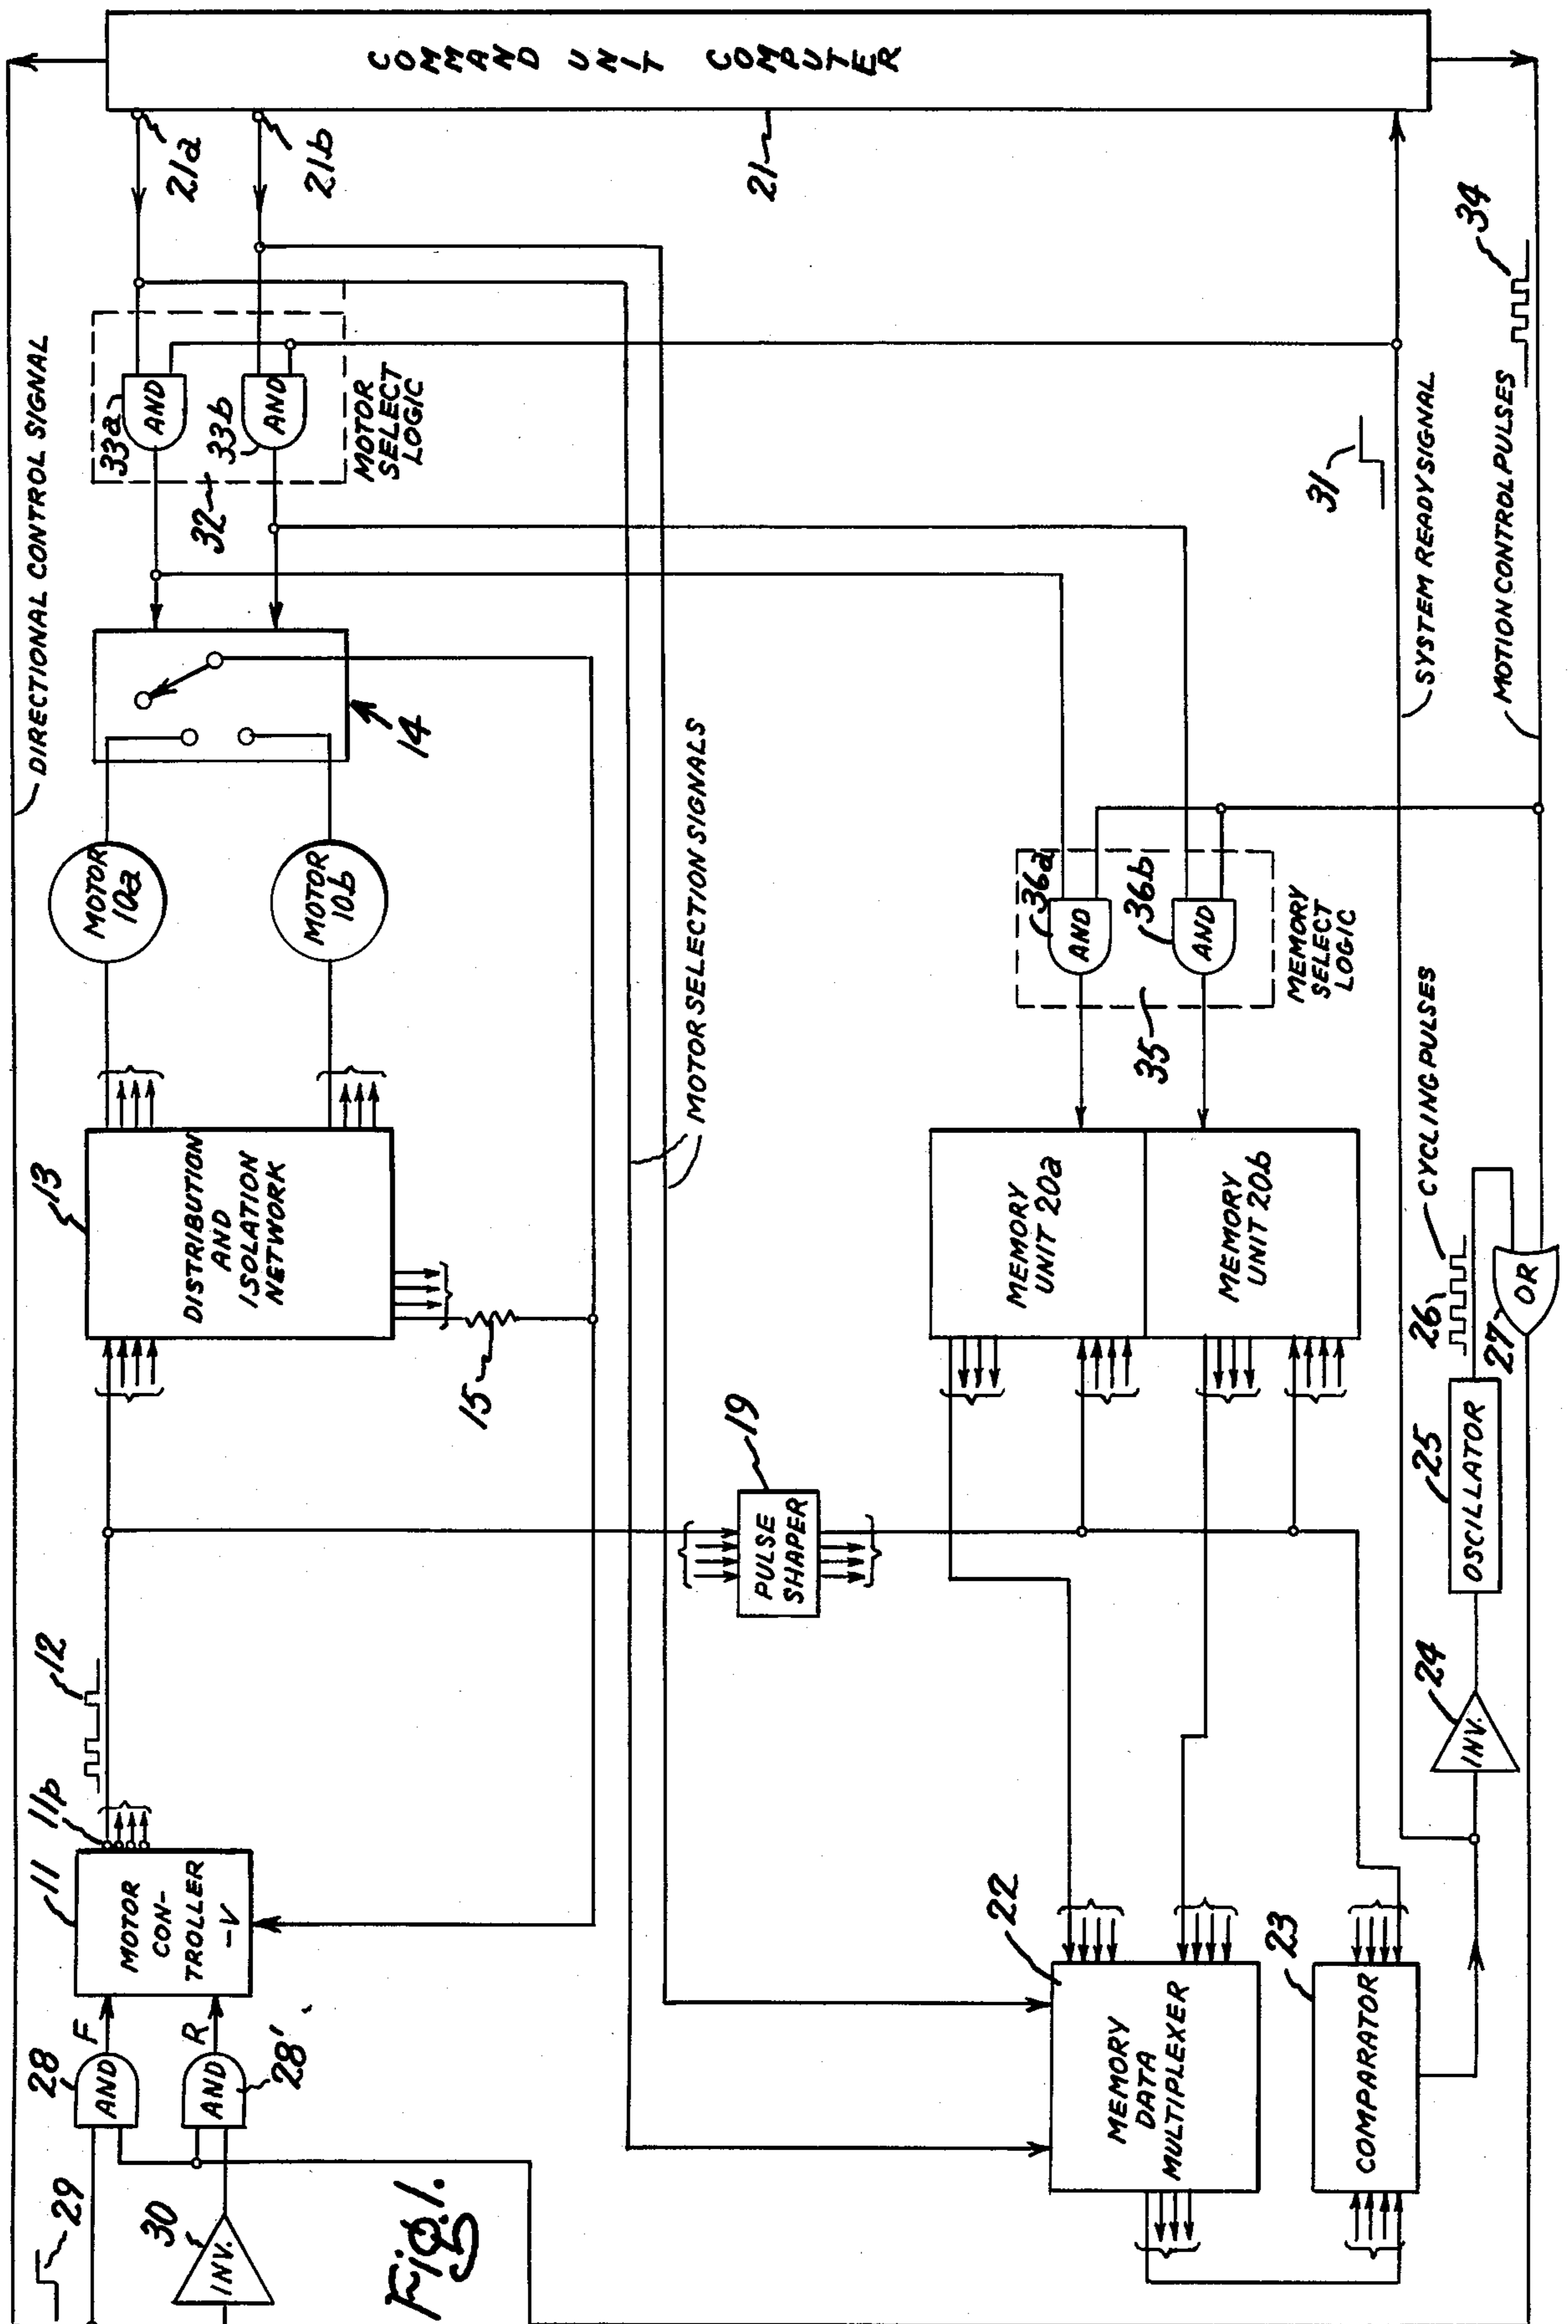 DIRECTIONAL CONTROL SIGNAL
29
28
AND
F
30
INV.
AND
R
28'
11
MOTOR
CON-
TROLLER
-V
11p
12
13
DISTRIBUTION
AND
ISOLATION
NETWORK
15
MOTOR
10a
MOTOR
10b
14
32
33a
AND
33b
AND
MOTOR
SELECT
LOGIC
21a
21b
21
COMMAND UNIT COMPUTER
Fig. 1.
MOTOR SELECTION SIGNALS
19
PULSE
SHAPER
22
MEMORY
DATA
MULTIPLEXER
23
COMPARATOR
MEMORY
UNIT 20a
MEMORY
UNIT 20b
35
36a
AND
36b
AND
MEMORY
SELECT
LOGIC
31
SYSTEM READY SIGNAL
34
MOTION CONTROL PULSES
24
INV.
25
OSCILLATOR
26
CYCLING PULSES
27
OR